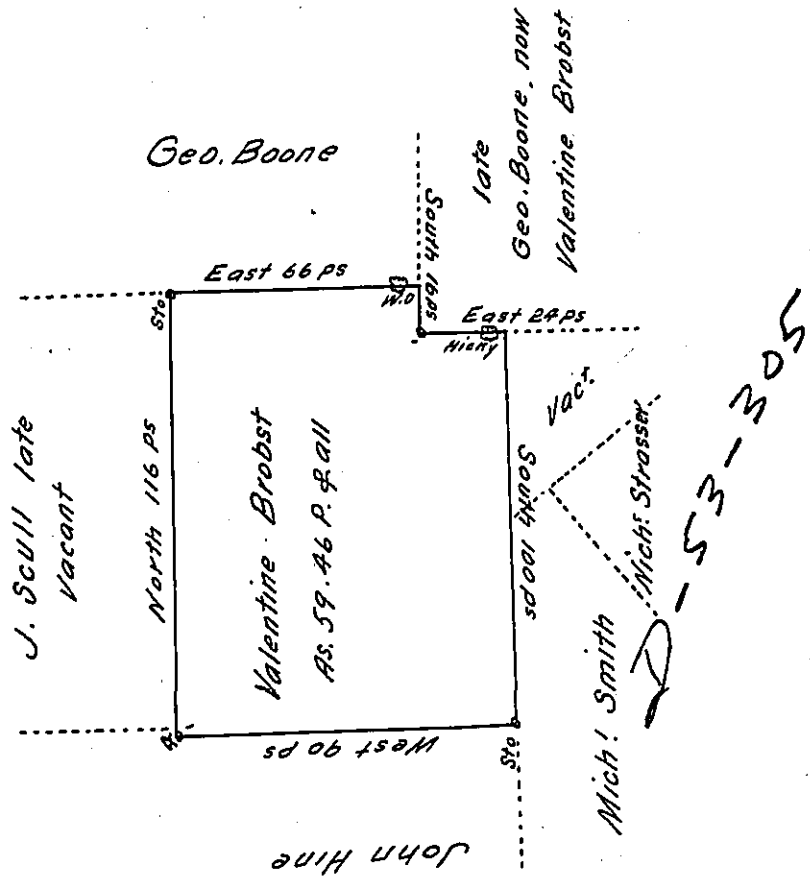 J. Scull late
Vacant
Geo. Boone
late
Geo. Boone, now
Valentine Brobst
Sto
East 66 ps
W.O
South 16ps
East 24 ps
Hicky
North 116 ps
Valentine Brobst
As. 59. 46 P. & all
Vact.
South 100 ps
Nichs Strasser
Mich! Smith
West 90 ps
Sto
John Hine
D-53-305